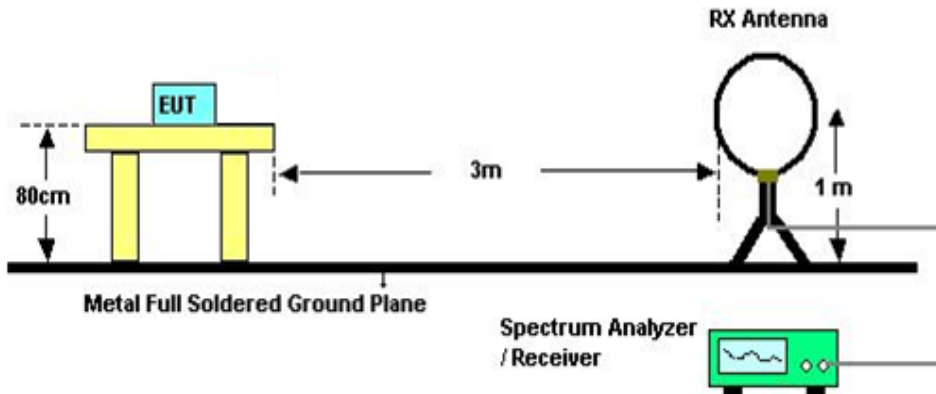 RX Antenna
EUT
3m
80cm
1 m
Metal Full Soldered Ground Plane
Spectrum Analyzer
/ Receiver